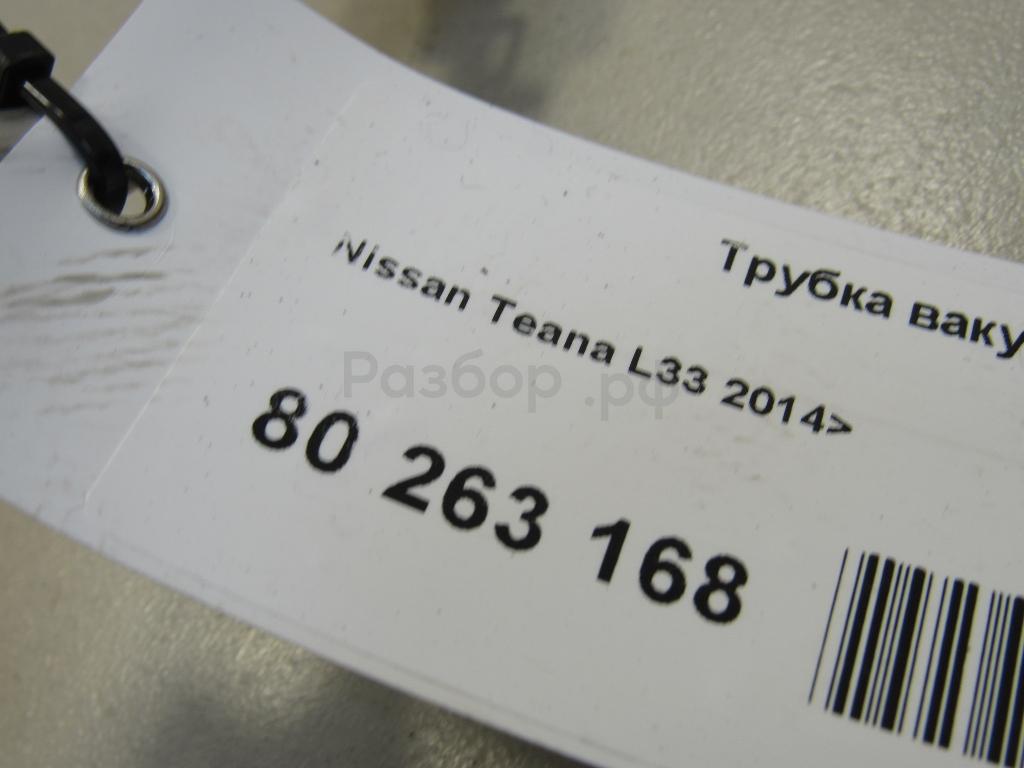 Трубка ваку
Nissan Teana L33 2014>
Разбор.рф
80 263 168